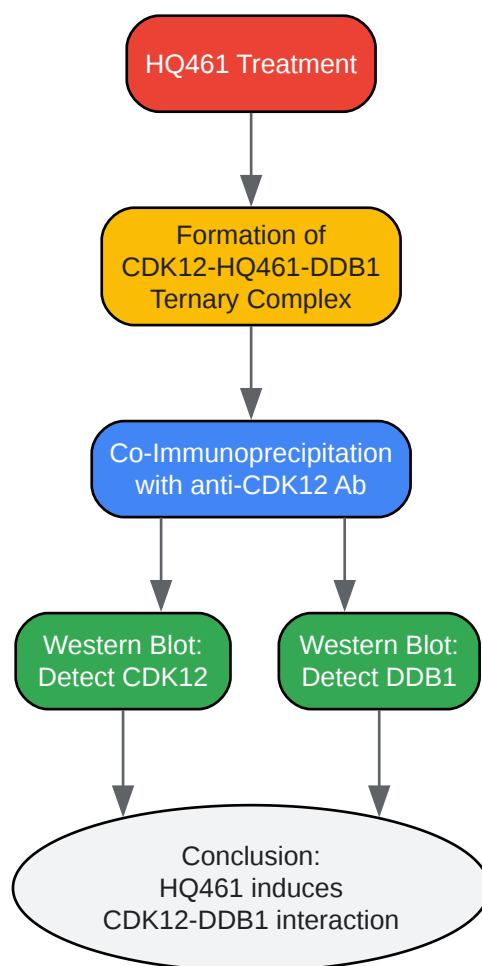 HQ461 Treatment
Formation of
CDK12-HQ461-DDB1
Ternary Complex
Co-Immunoprecipitation
with anti-CDK12 Ab
Western Blot:
Detect CDK12
Western Blot:
Detect DDB1
Conclusion:
HQ461 induces
CDK12-DDB1 interaction